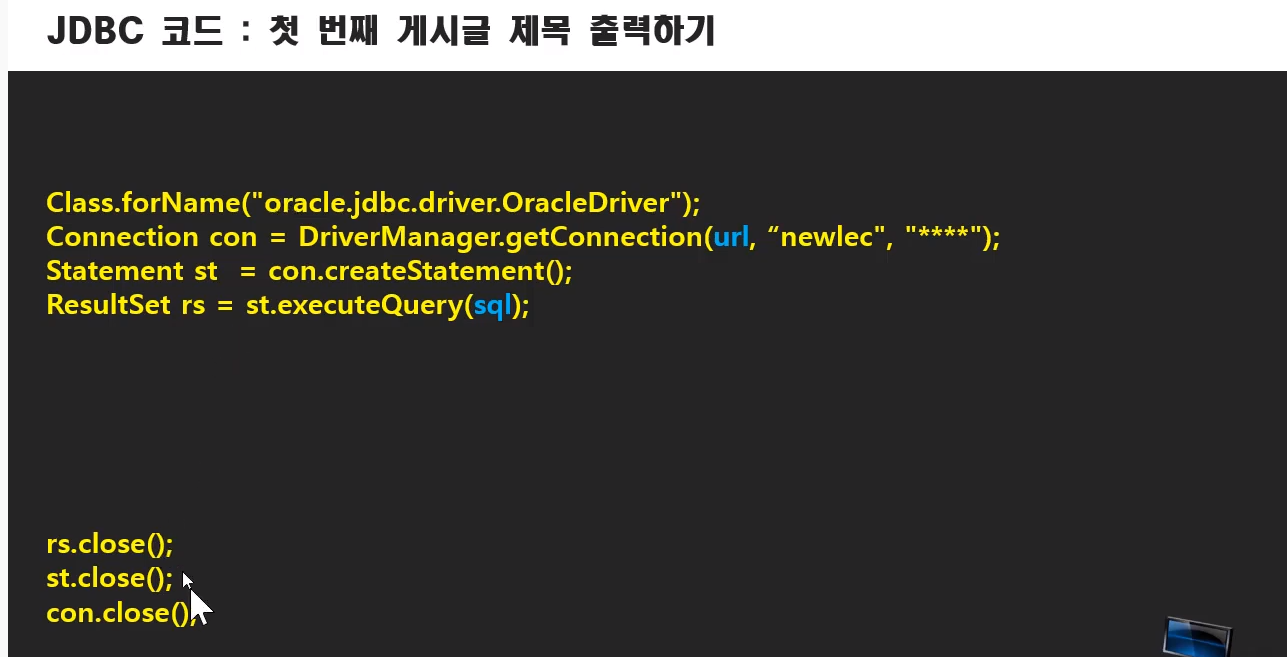 JDBC 코드 : 첫 번째 게시글 제목 출력하기
Class.forName("oracle.jdbc.driver.OracleDriver");
Connection con = DriverManager.getConnection(url, “newlec", "****");
Statement st  = con.createStatement();
ResultSet rs = st.executeQuery(sql);
rs.close();
st.close();
con.close();